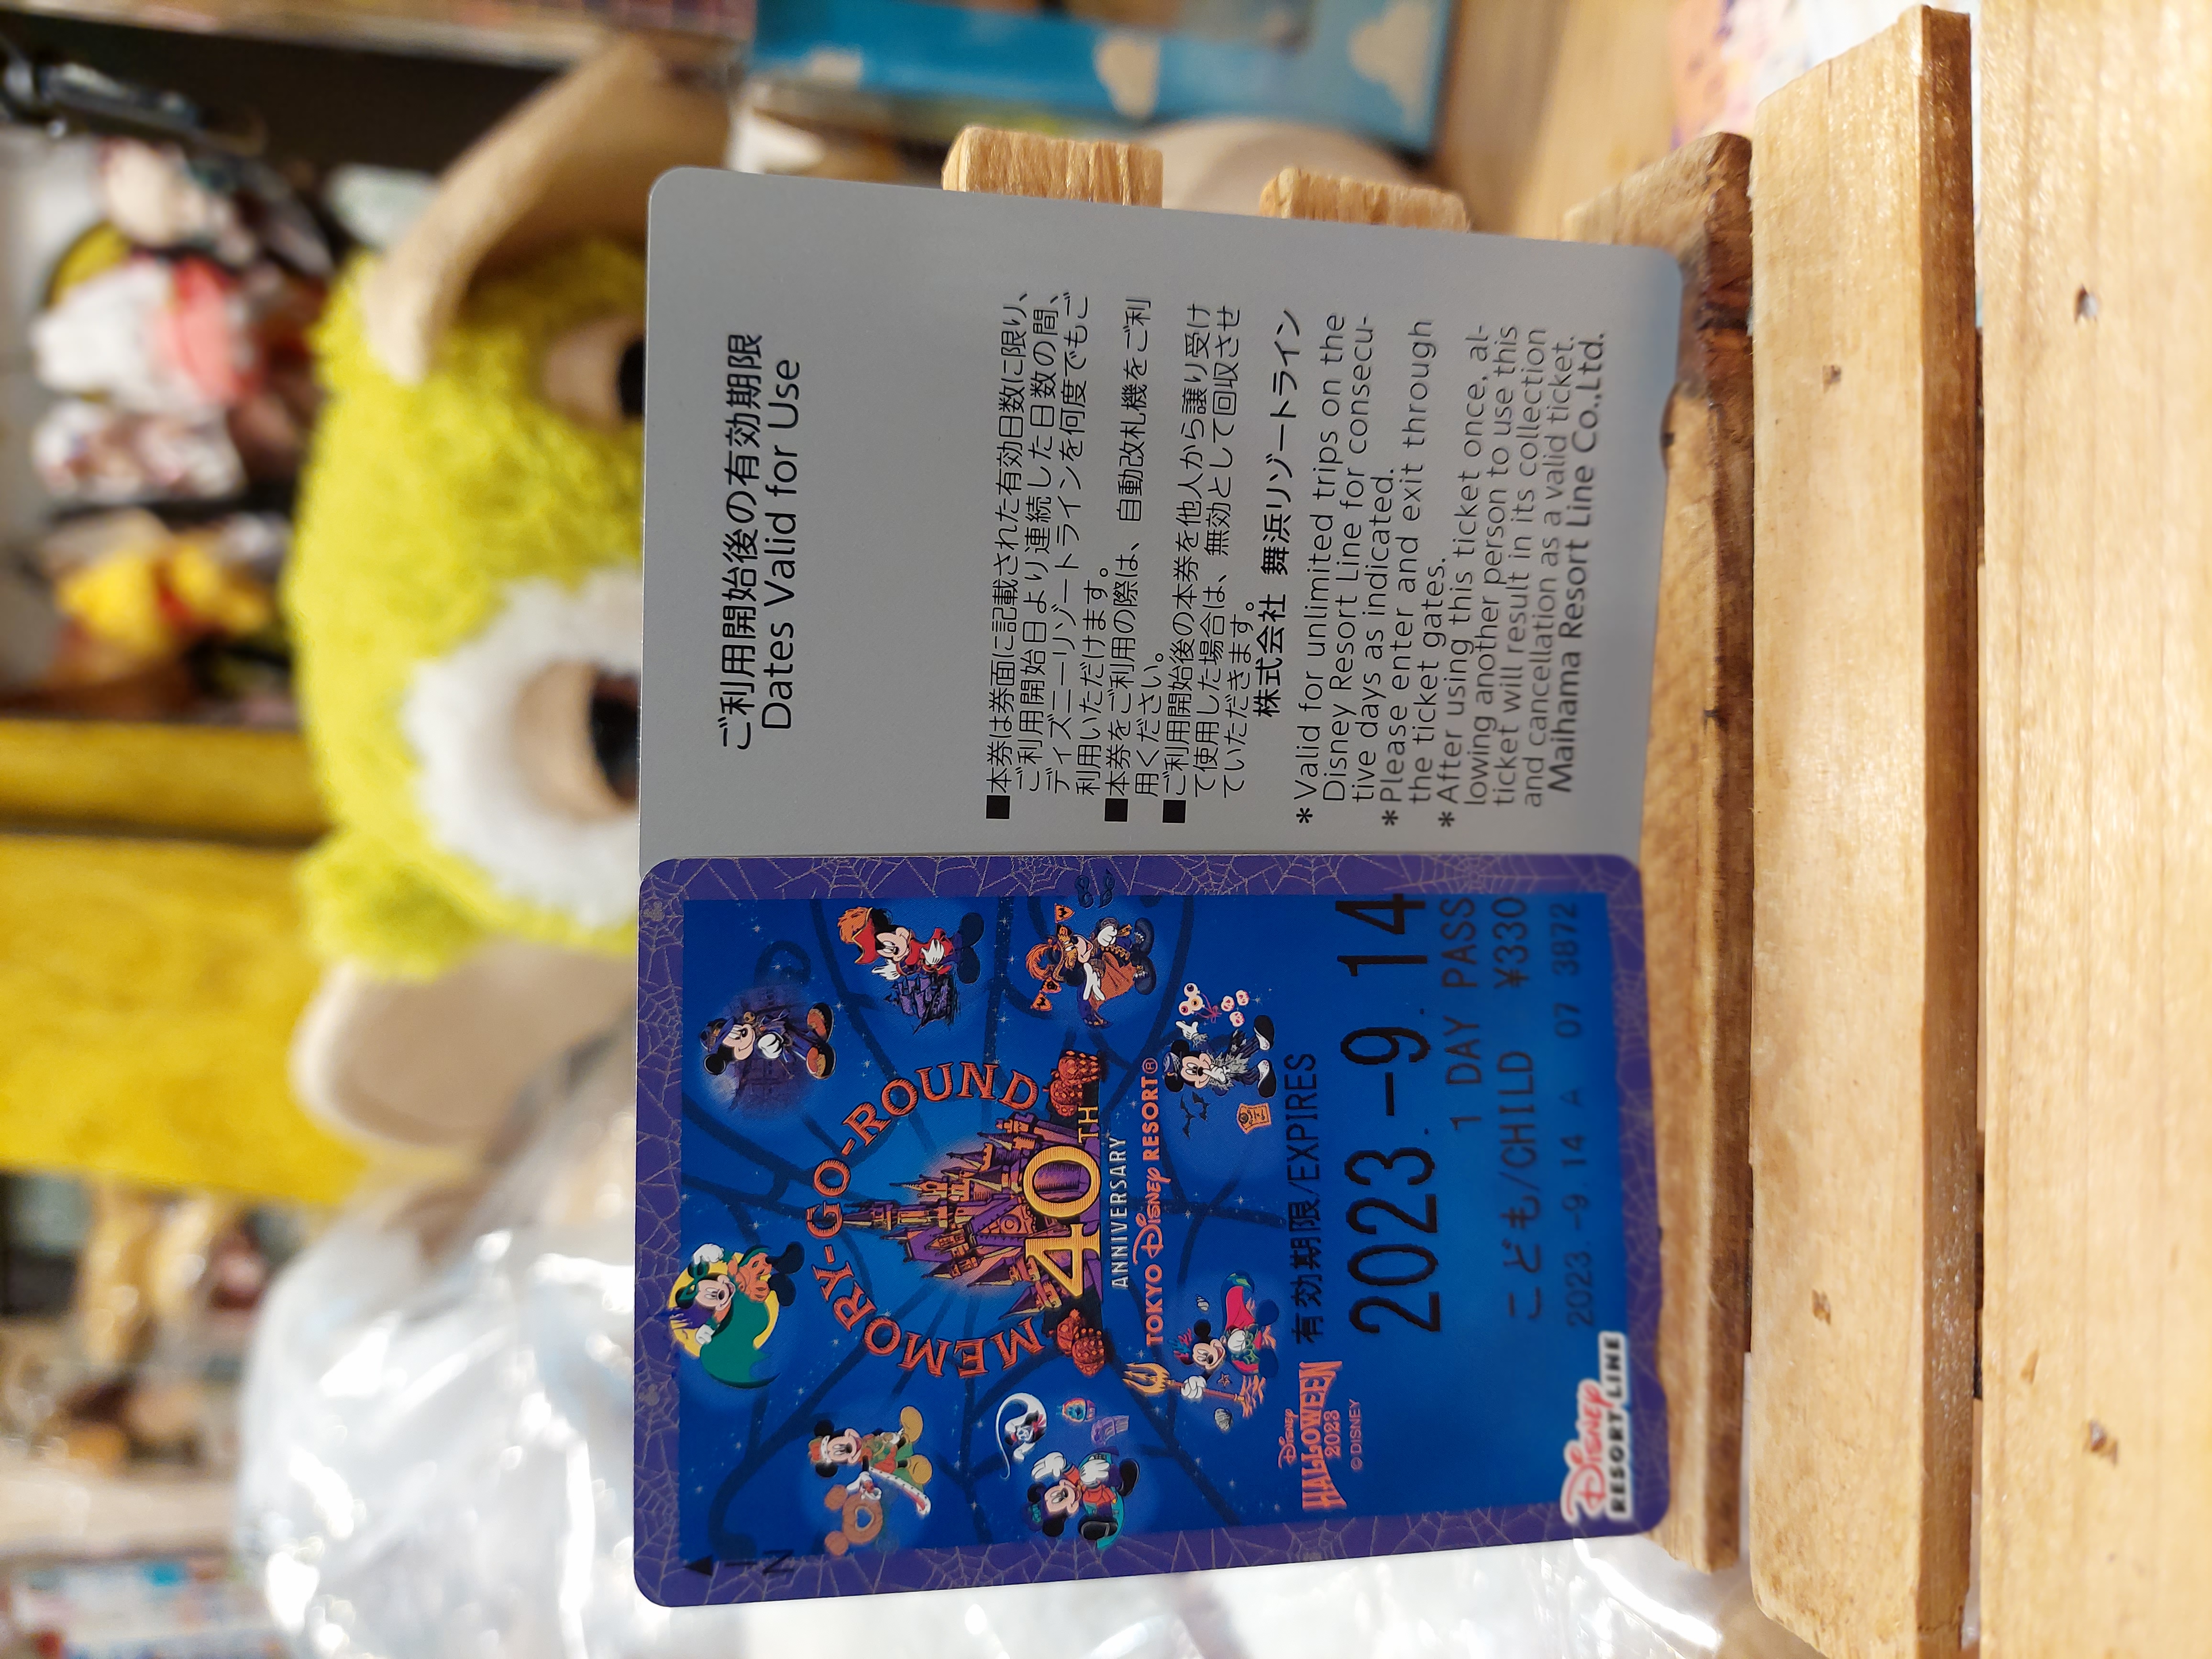 IN
MEMORY-GO-ROUND
40TH
ANNIVERSARY
TOKYO DISNEY RESORT®
DISNEY
HALLOWEEN
2023
©DISNEY
有効期限/EXPIRES
2023.-9.14
1 DAY PASS
こども/CHILD ¥330
2023.-9.14 A 07 3872
DISNEY
RESORT LINE
ご利用開始後の有効期限
Dates Valid for Use
■本券は券面に記載された有効日数に限り、
ご利用開始日より連続した日数の間、
ディズニーリゾートラインを何度でもご
利用いただけます。
■本券をご利用の際は、自動改札機をご利
用ください。
■ご利用開始後の本券を他人から譲り受け
て使用した場合は、無効として回収させ
ていただきます。
株式会社 舞浜リゾートライン
*Valid for unlimited trips on the
Disney Resort Line for consecu-
tive days as indicated.
*Please enter and exit through
the ticket gates.
*After using this ticket once, al-
lowing another person to use this
ticket will result in its collection
and cancellation as a valid ticket.
Maihama Resort Line Co.,Ltd.